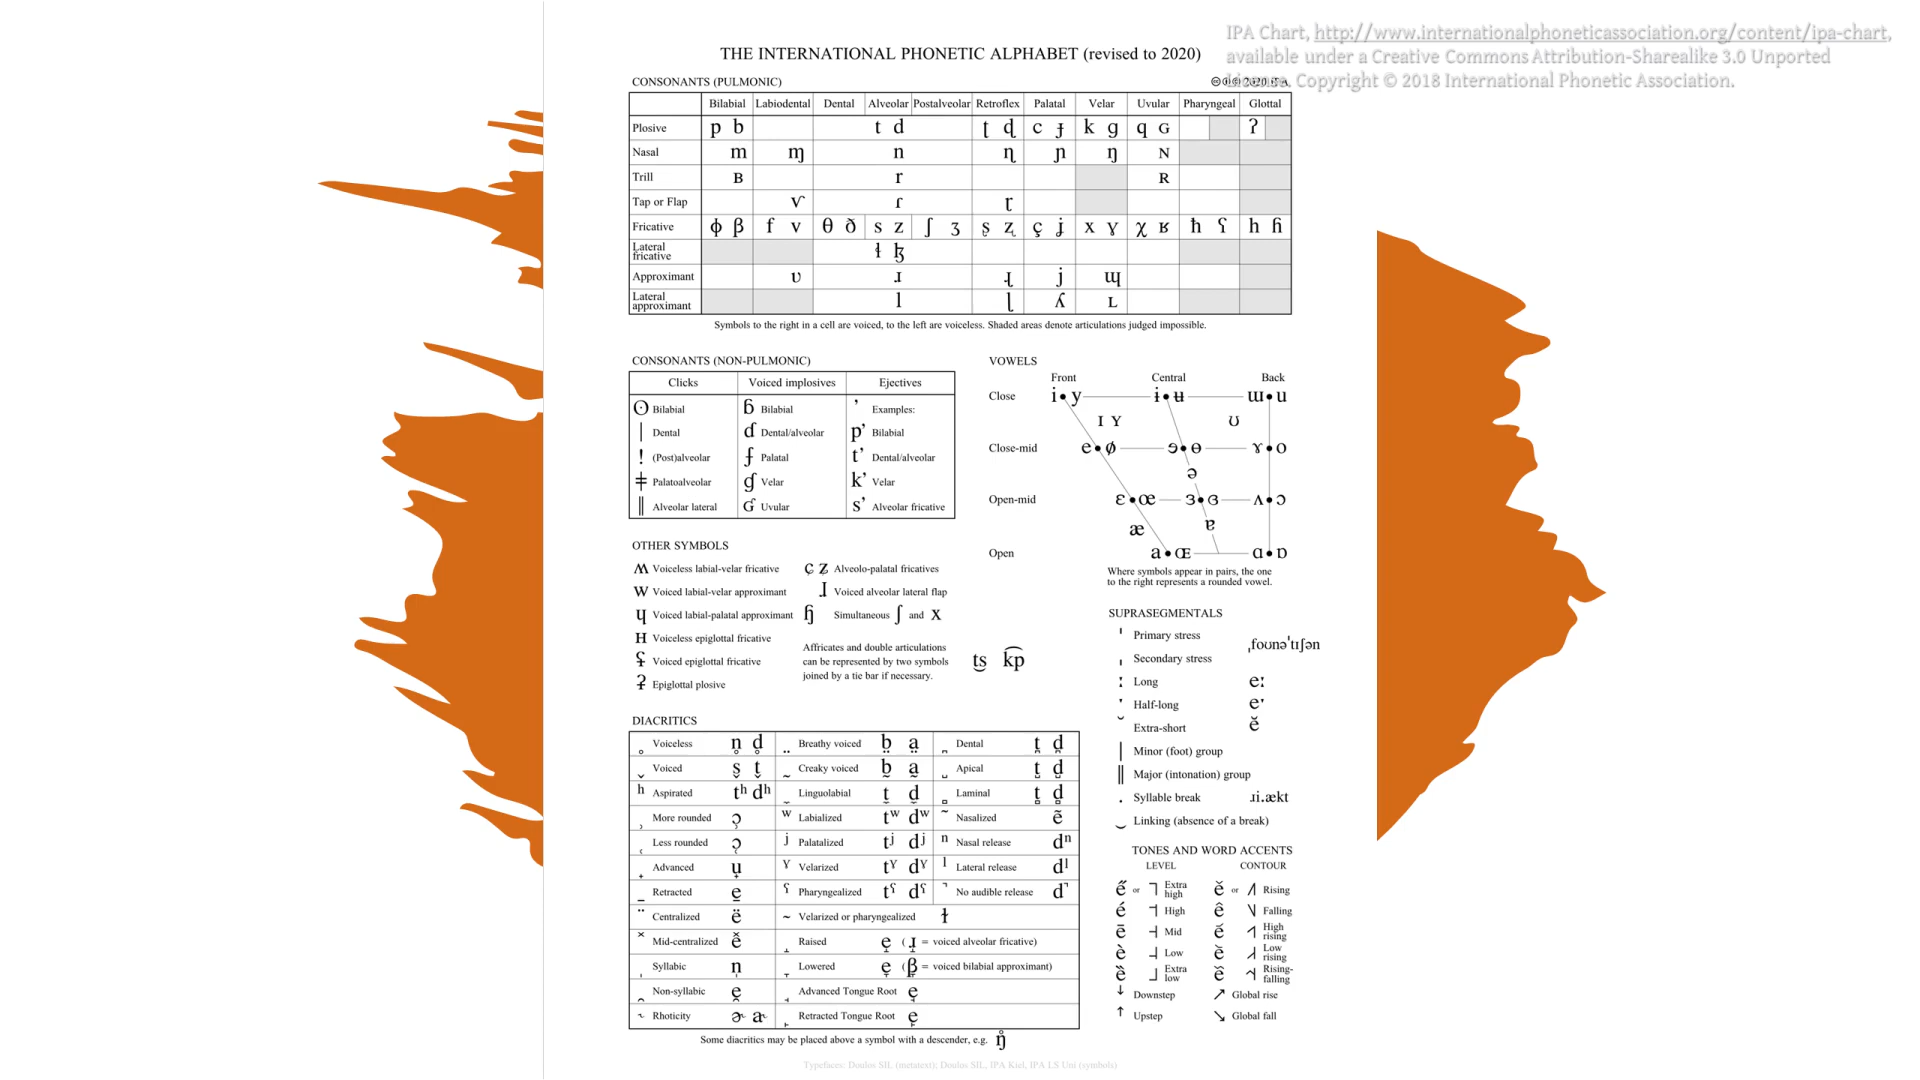 IPA Chart, http://www.internationalphoneticassociation.org/content/ipa-chart,
available under a Creative Commons Attribution-Sharealike 3.0 Unported
License. Copyright © 2018 International Phonetic Association.
THE INTERNATIONAL PHONETIC ALPHABET (revised to 2020)
CONSONANTS (PULMONIC)
Bilabial Labiodental Dental Alveolar Postalveolar Retroflex Palatal Velar Uvular Pharyngeal Glottal
Plosive p b t d ʈ ɖ c ɟ k ɡ q ɢ ʔ
Nasal m ɱ n ɳ ɲ ŋ ɴ
Trill ʙ r ʀ
Tap or Flap ⱱ ɾ ɽ
Fricative ɸ β f v θ ð s z ʃ ʒ ʂ ʐ ç ʝ x ɣ χ ʁ ħ ʕ h ɦ
Lateral
fricative ɬ ɮ
Approximant ʋ ɹ ɻ j ɰ
Lateral
approximant l ɭ ʎ ʟ
Symbols to the right in a cell are voiced, to the left are voiceless. Shaded areas denote articulations judged impossible.
CONSONANTS (NON-PULMONIC)
Clicks Voiced implosives Ejectives
ʘ Bilabial ɓ Bilabial ʼ Examples:
ǀ Dental ɗ Dental/alveolar pʼ Bilabial
ǃ (Post)alveolar ʄ Palatal tʼ Dental/alveolar
ǂ Palatoalveolar ɠ Velar kʼ Velar
ǁ Alveolar lateral ʛ Uvular sʼ Alveolar fricative
VOWELS
Front Central Back
Close i y ɨ ʉ ɯ u
ɪ ʏ ʊ
Close-mid e ø ɘ ɵ ɤ o
ə
Open-mid ɛ œ ɜ ɞ ʌ ɔ
æ ɐ
Open a ɶ ɑ ɒ
Where symbols appear in pairs, the one
to the right represents a rounded vowel.
OTHER SYMBOLS
ʍ Voiceless labial-velar fricative ɕ ʑ Alveolo-palatal fricatives
w Voiced labial-velar approximant ɺ Voiced alveolar lateral flap
ɥ Voiced labial-palatal approximant ɧ Simultaneous ʃ and x
ʜ Voiceless epiglottal fricative
ʢ Voiced epiglottal fricative
ʡ Epiglottal plosive
Affricates and double articulations
can be represented by two symbols
joined by a tie bar if necessary.
t͜s k͡p
SUPRASEGMENTALS
ˈ Primary stress ˌfoʊnəˈtɪʃən
ˌ Secondary stress
ː Long eː
ˑ Half-long eˑ
̆ Extra-short ĕ
| Minor (foot) group
‖ Major (intonation) group
. Syllable break ɹi.ækt
‿ Linking (absence of a break)
DIACRITICS
̥ Voiceless n̥ d̥ ̤ Breathy voiced b̤ a̤ ̪ Dental t̪ d̪
̬ Voiced s̬ t̬ ̰ Creaky voiced b̰ a̰ ̺ Apical t̺ d̺
ʰ Aspirated tʰ dʰ ̼ Linguolabial t̼ d̼ ̻ Laminal t̻ d̻
̹ More rounded ɔ̹ ʷ Labialized tʷ dʷ ̃ Nasalized ẽ
̜ Less rounded ɔ̜ ʲ Palatalized tʲ dʲ ⁿ Nasal release dⁿ
̟ Advanced u̟ ˠ Velarized tˠ dˠ ˡ Lateral release dˡ
̠ Retracted e̠ ˤ Pharyngealized tˤ dˤ ̚ No audible release d̚
̈ Centralized ë ̴ Velarized or pharyngealized ɫ
̽ Mid-centralized e̽ ̝ Raised e̝ (ɹ̝ = voiced alveolar fricative)
̩ Syllabic n̩ ̞ Lowered e̞ (β̞ = voiced bilabial approximant)
̯ Non-syllabic e̯ ̘ Advanced Tongue Root e̘
˞ Rhoticity ɚ a˞ ̙ Retracted Tongue Root e̙
Some diacritics may be placed above a symbol with a descender, e.g. ŋ̊
TONES AND WORD ACCENTS
LEVEL CONTOUR
e̋ or ˥ Extra high ě or ˩˥ Rising
é ˦ High ê ˥˩ Falling
ē ˧ Mid e᷄ ˦˥ High rising
è ˨ Low e᷅ ˩˨ Low rising
ȅ ˩ Extra low e᷈ ˧˦˧ Rising-falling
ꜜ Downstep ↗ Global rise
ꜛ Upstep ↘ Global fall
Typefaces: Doulos SIL (metatext); Doulos SIL, IPA Kiel, IPA LS Uni (symbols)